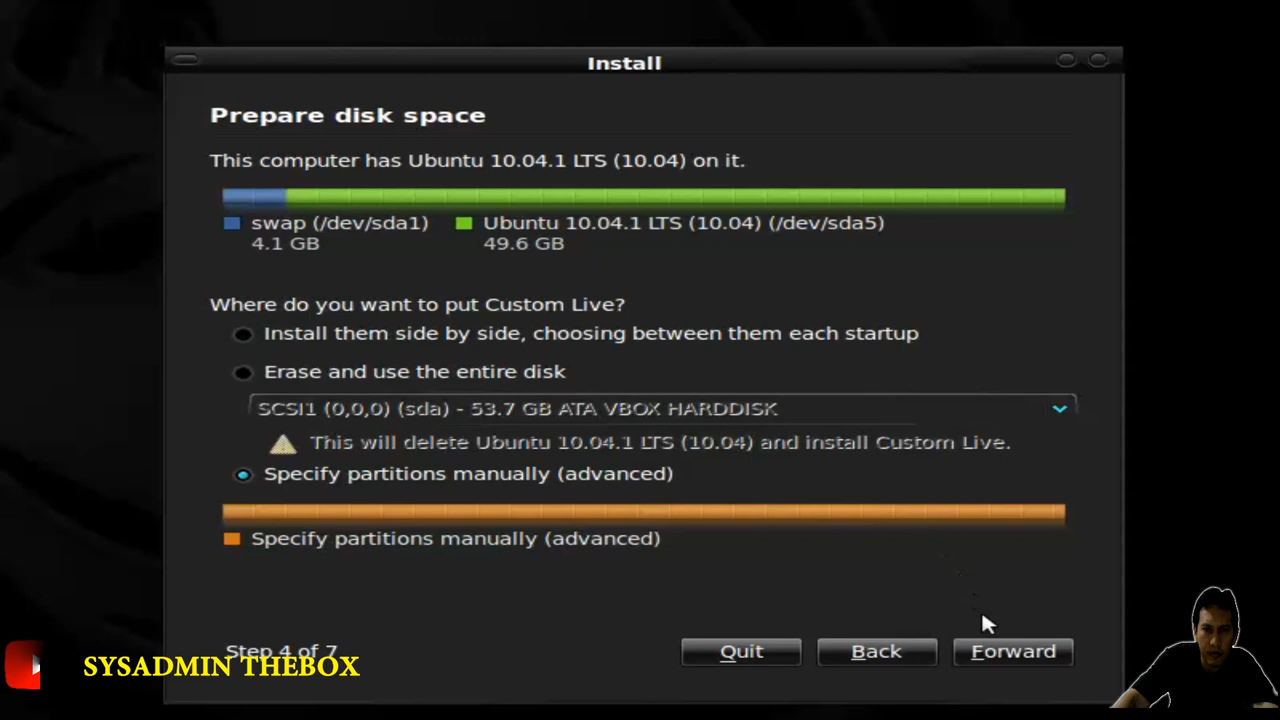 Install
Prepare disk space
This computer has Ubuntu 10.04.1 LTS (10.04) on it.
swap (/dev/sda1) Ubuntu 10.04.1 LTS (10.04) (/dev/sda5)
4.1 GB 49.6 GB
Where do you want to put Custom Live?
Install them side by side, choosing between them each startup
Erase and use the entire disk
SCSI1 (0,0,0) (sda) - 53.7 GB ATA VBOX HARDDISK
This will delete Ubuntu 10.04.1 LTS (10.04) and install Custom Live.
Specify partitions manually (advanced)
Specify partitions manually (advanced)
Step 4 of 7 Quit Back Forward
SYSADMIN THEBOX